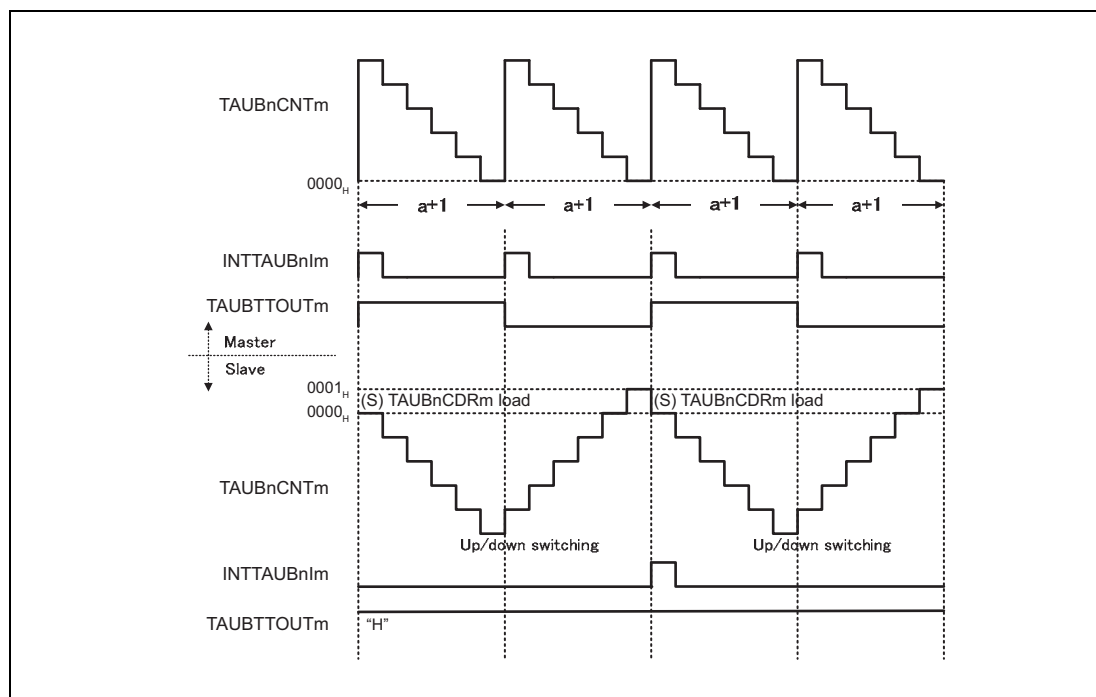 TAUBnCNTm
0000H
a+1 a+1 a+1 a+1
INTTAUBnIm
TAUBTTOUTm
Master
Slave
0001H
(S) TAUBnCDRm load (S) TAUBnCDRm load
0000H
TAUBnCNTm
Up/down switching Up/down switching
INTTAUBnIm
TAUBTTOUTm "H"